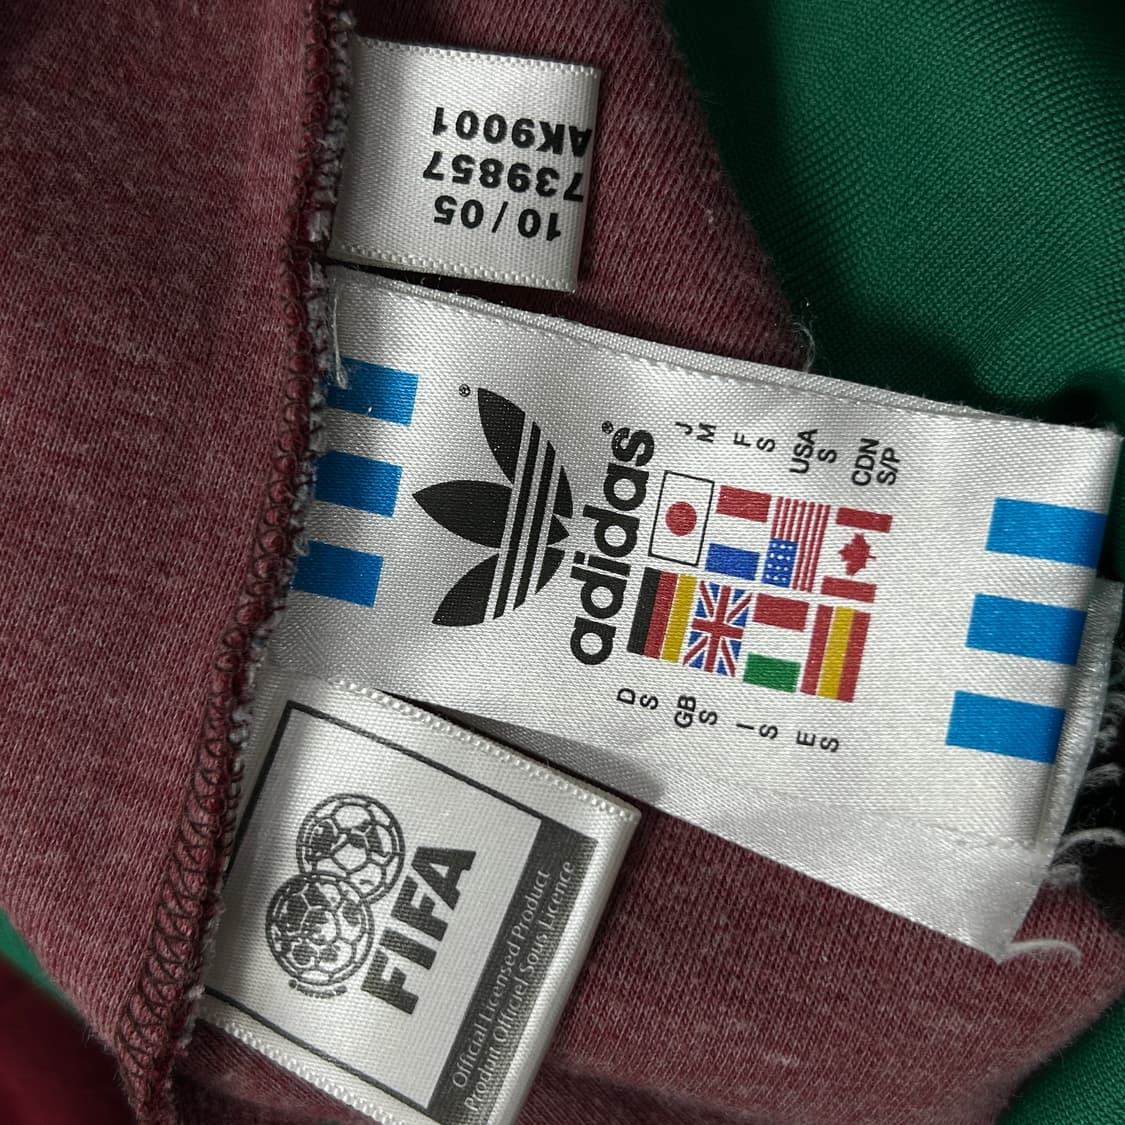 10/05
739857
AK9001
adidas®
®
J
M
F
S
USA
S
CDN
S/P
D
S
GB
S
I
S
E
S
FIFA
Official Licensed Product
Produit Officiel Sous Licence